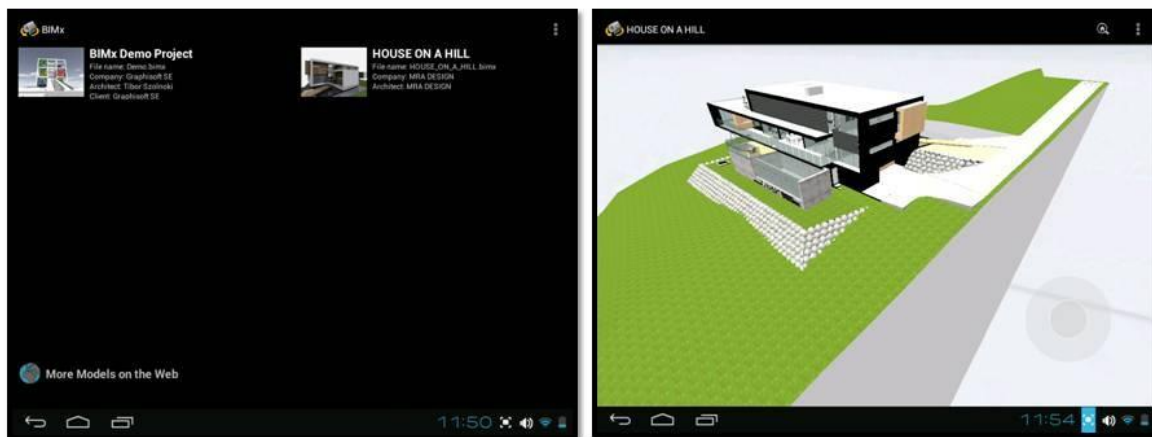 BIMx
BIMx Demo Project
File name: Demo.bimx
Company: Graphisoft SE
Architect: Tibor Szolnoki
Client: Graphisoft SE
HOUSE ON A HILL
File name: HOUSE_ON_A_HILL.bimx
Company: MRA DESIGN
Architect: MRA DESIGN
More Models on the Web
11:50
HOUSE ON A HILL
11:54